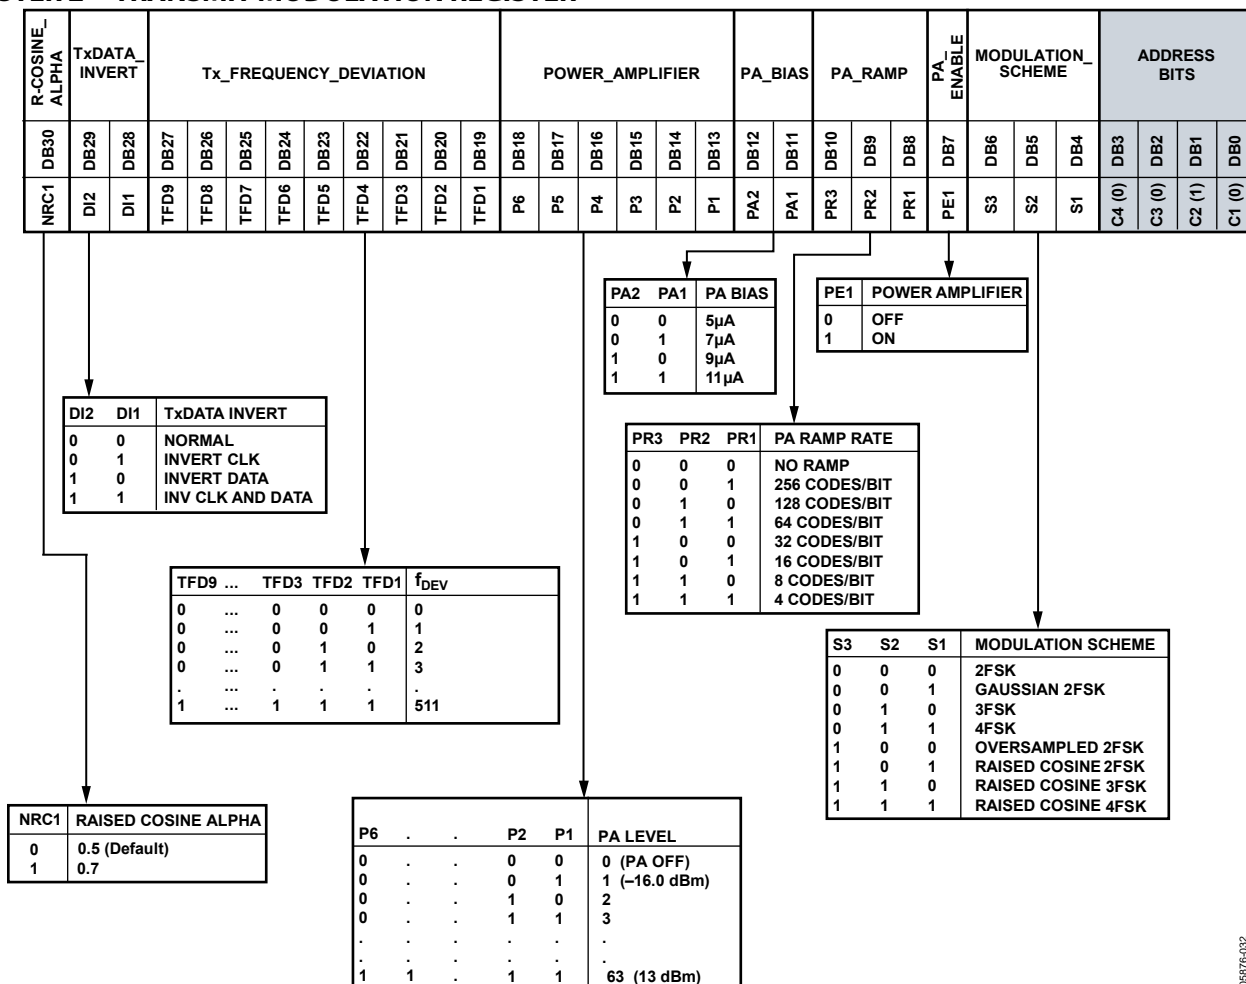 R-COSINE_ ALPHA TxDATA_ INVERT Tx_FREQUENCY_DEVIATION POWER_AMPLIFIER PA_BIAS PA_RAMP PA_ ENABLE MODULATION_ SCHEME ADDRESS BITS
DB30 DB29 DB28 DB27 DB26 DB25 DB24 DB23 DB22 DB21 DB20 DB19 DB18 DB17 DB16 DB15 DB14 DB13 DB12 DB11 DB10 DB9 DB8 DB7 DB6 DB5 DB4 DB3 DB2 DB1 DB0
NRC1 DI2 DI1 TFD9 TFD8 TFD7 TFD6 TFD5 TFD4 TFD3 TFD2 TFD1 P6 P5 P4 P3 P2 P1 PA2 PA1 PR3 PR2 PR1 PE1 S3 S2 S1 C4 (0) C3 (0) C2 (1) C1 (0)
PA2 PA1 PA BIAS
0 0 5µA
0 1 7µA
1 0 9µA
1 1 11µA
PE1 POWER AMPLIFIER
0 OFF
1 ON
DI2 DI1 TxDATA INVERT
0 0 NORMAL
0 1 INVERT CLK
1 0 INVERT DATA
1 1 INV CLK AND DATA
PR3 PR2 PR1 PA RAMP RATE
0 0 0 NO RAMP
0 0 1 256 CODES/BIT
0 1 0 128 CODES/BIT
0 1 1 64 CODES/BIT
1 0 0 32 CODES/BIT
1 0 1 16 CODES/BIT
1 1 0 8 CODES/BIT
1 1 1 4 CODES/BIT
TFD9 ... TFD3 TFD2 TFD1 fDEV
0 ... 0 0 0 0
0 ... 0 0 1 1
0 ... 0 1 0 2
0 ... 0 1 1 3
. ... . . . .
1 ... 1 1 1 511
S3 S2 S1 MODULATION SCHEME
0 0 0 2FSK
0 0 1 GAUSSIAN 2FSK
0 1 0 3FSK
0 1 1 4FSK
1 0 0 OVERSAMPLED 2FSK
1 0 1 RAISED COSINE 2FSK
1 1 0 RAISED COSINE 3FSK
1 1 1 RAISED COSINE 4FSK
NRC1 RAISED COSINE ALPHA
0 0.5 (Default)
1 0.7
P6 . . P2 P1 PA LEVEL
0 . . 0 0 0 (PA OFF)
0 . . 0 1 1 (–16.0 dBm)
0 . . 1 0 2
0 . . 1 1 3
. . . . . .
. . . . . .
1 1 . 1 1 63 (13 dBm)
05876-032